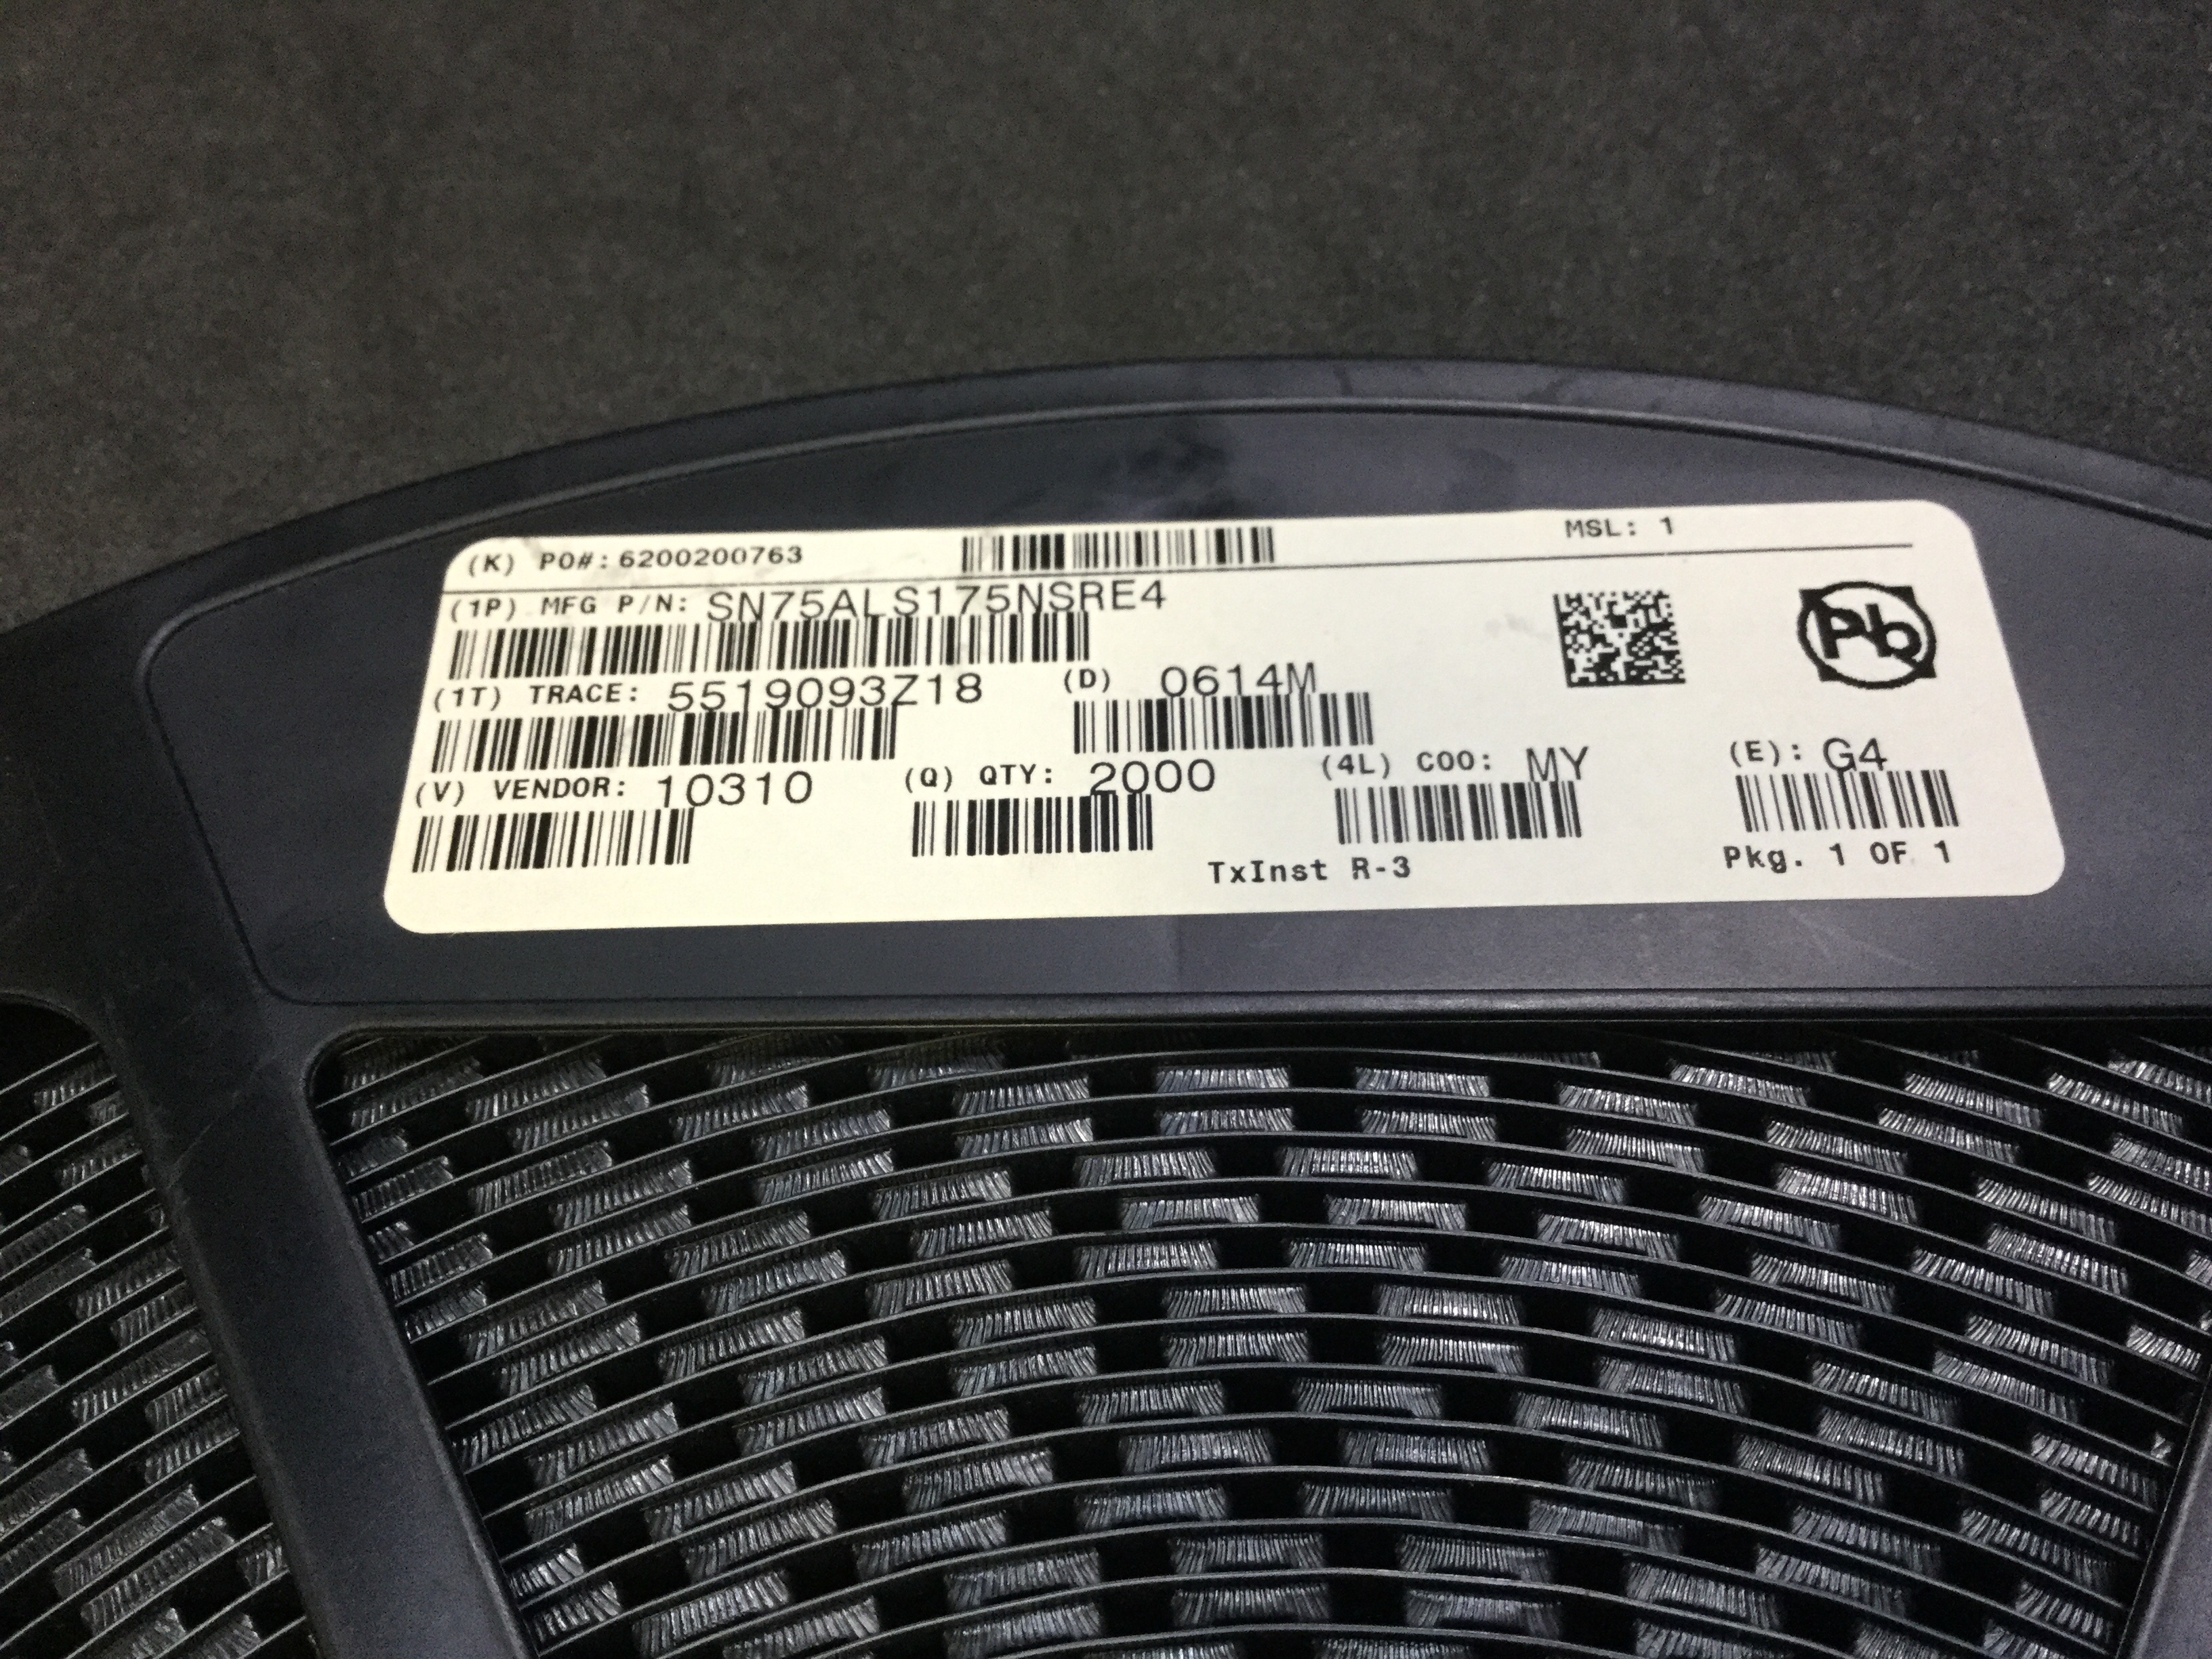 (K) PO#: 6200200763 MSL: 1
(1P) MFG P/N: SN75ALS175NSRE4
Pb
(1T) TRACE: 5519093Z18 (D) 0614M
(V) VENDOR: 10310 (Q) QTY: 2000 (4L) COO: MY (E): G4
TxInst R-3 Pkg. 1 OF 1